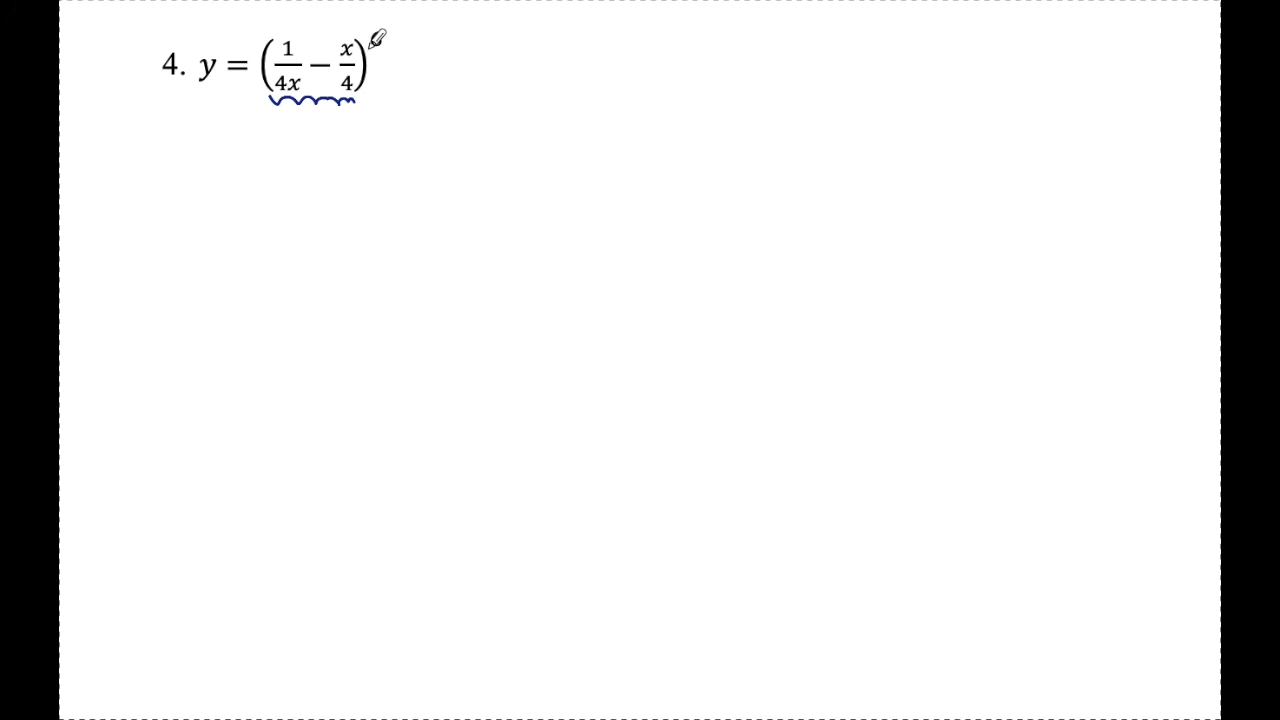 4. y = (1/4x − x/4)